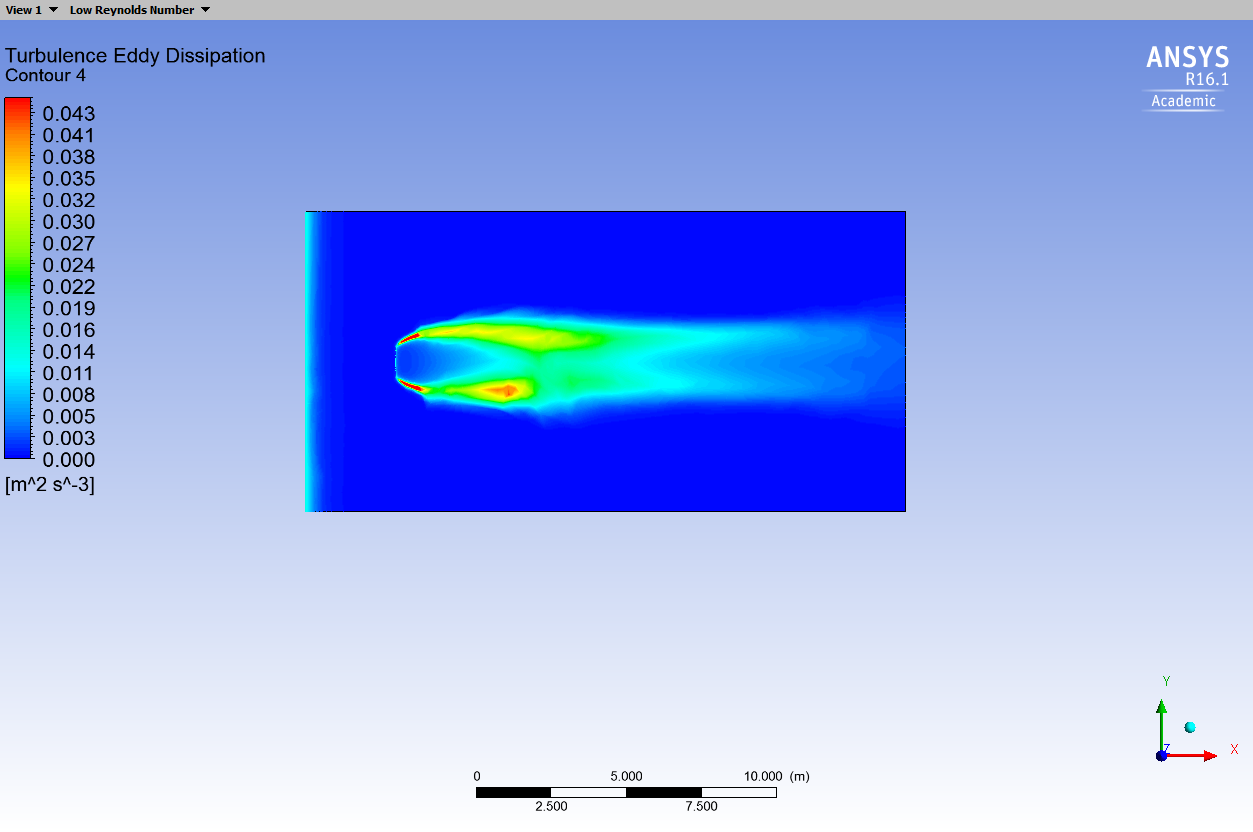 View 1 Low Reynolds Number
Turbulence Eddy Dissipation
Contour 4
0.043
0.041
0.038
0.035
0.032
0.030
0.027
0.024
0.022
0.019
0.016
0.014
0.011
0.008
0.005
0.003
0.000
[m^2 s^-3]
ANSYS
R16.1
Academic
Y
Z
X
0 5.000 10.000 (m)
2.500 7.500